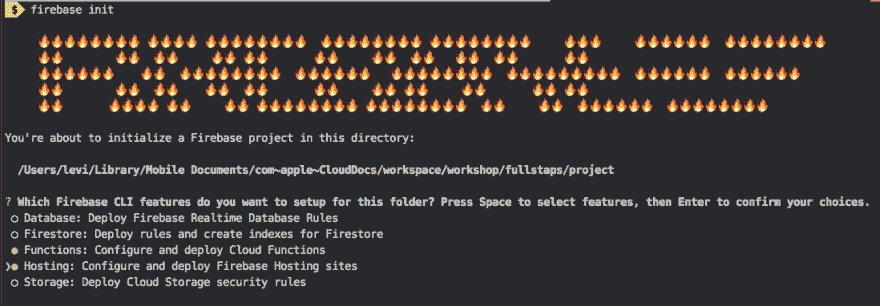 $ firebase init
You're about to initialize a Firebase project in this directory:
/Users/levi/Library/Mobile Documents/com~apple~CloudDocs/workspace/workshop/fullstaps/project
? Which Firebase CLI features do you want to setup for this folder? Press Space to select features, then Enter to confirm your choices.
◯ Database: Deploy Firebase Realtime Database Rules
◯ Firestore: Deploy rules and create indexes for Firestore
◉ Functions: Configure and deploy Cloud Functions
❯◉ Hosting: Configure and deploy Firebase Hosting sites
◯ Storage: Deploy Cloud Storage security rules